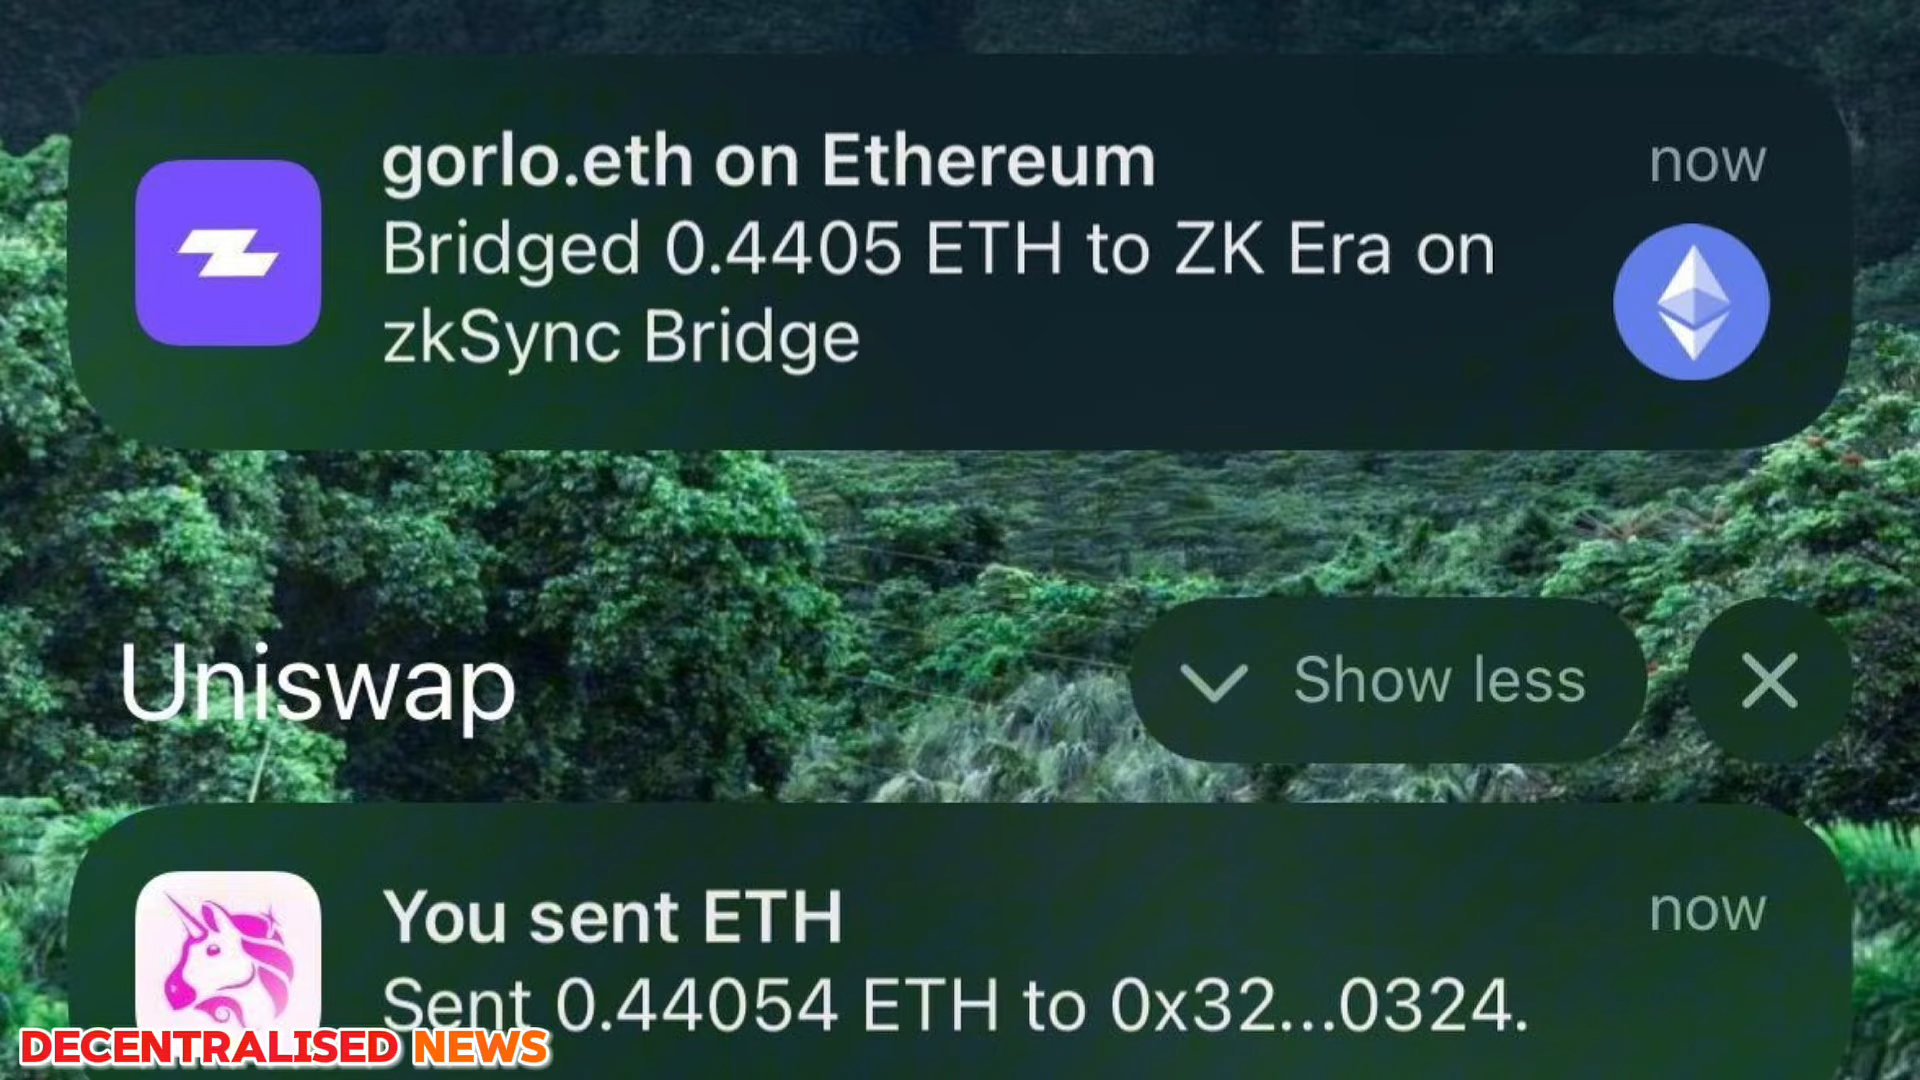 gorlo.eth on Ethereum
now
Bridged 0.4405 ETH to ZK Era on
zkSync Bridge
Uniswap
Show less
You sent ETH
now
Sent 0.44054 ETH to 0x32...0324.
DECENTRALISED NEWS